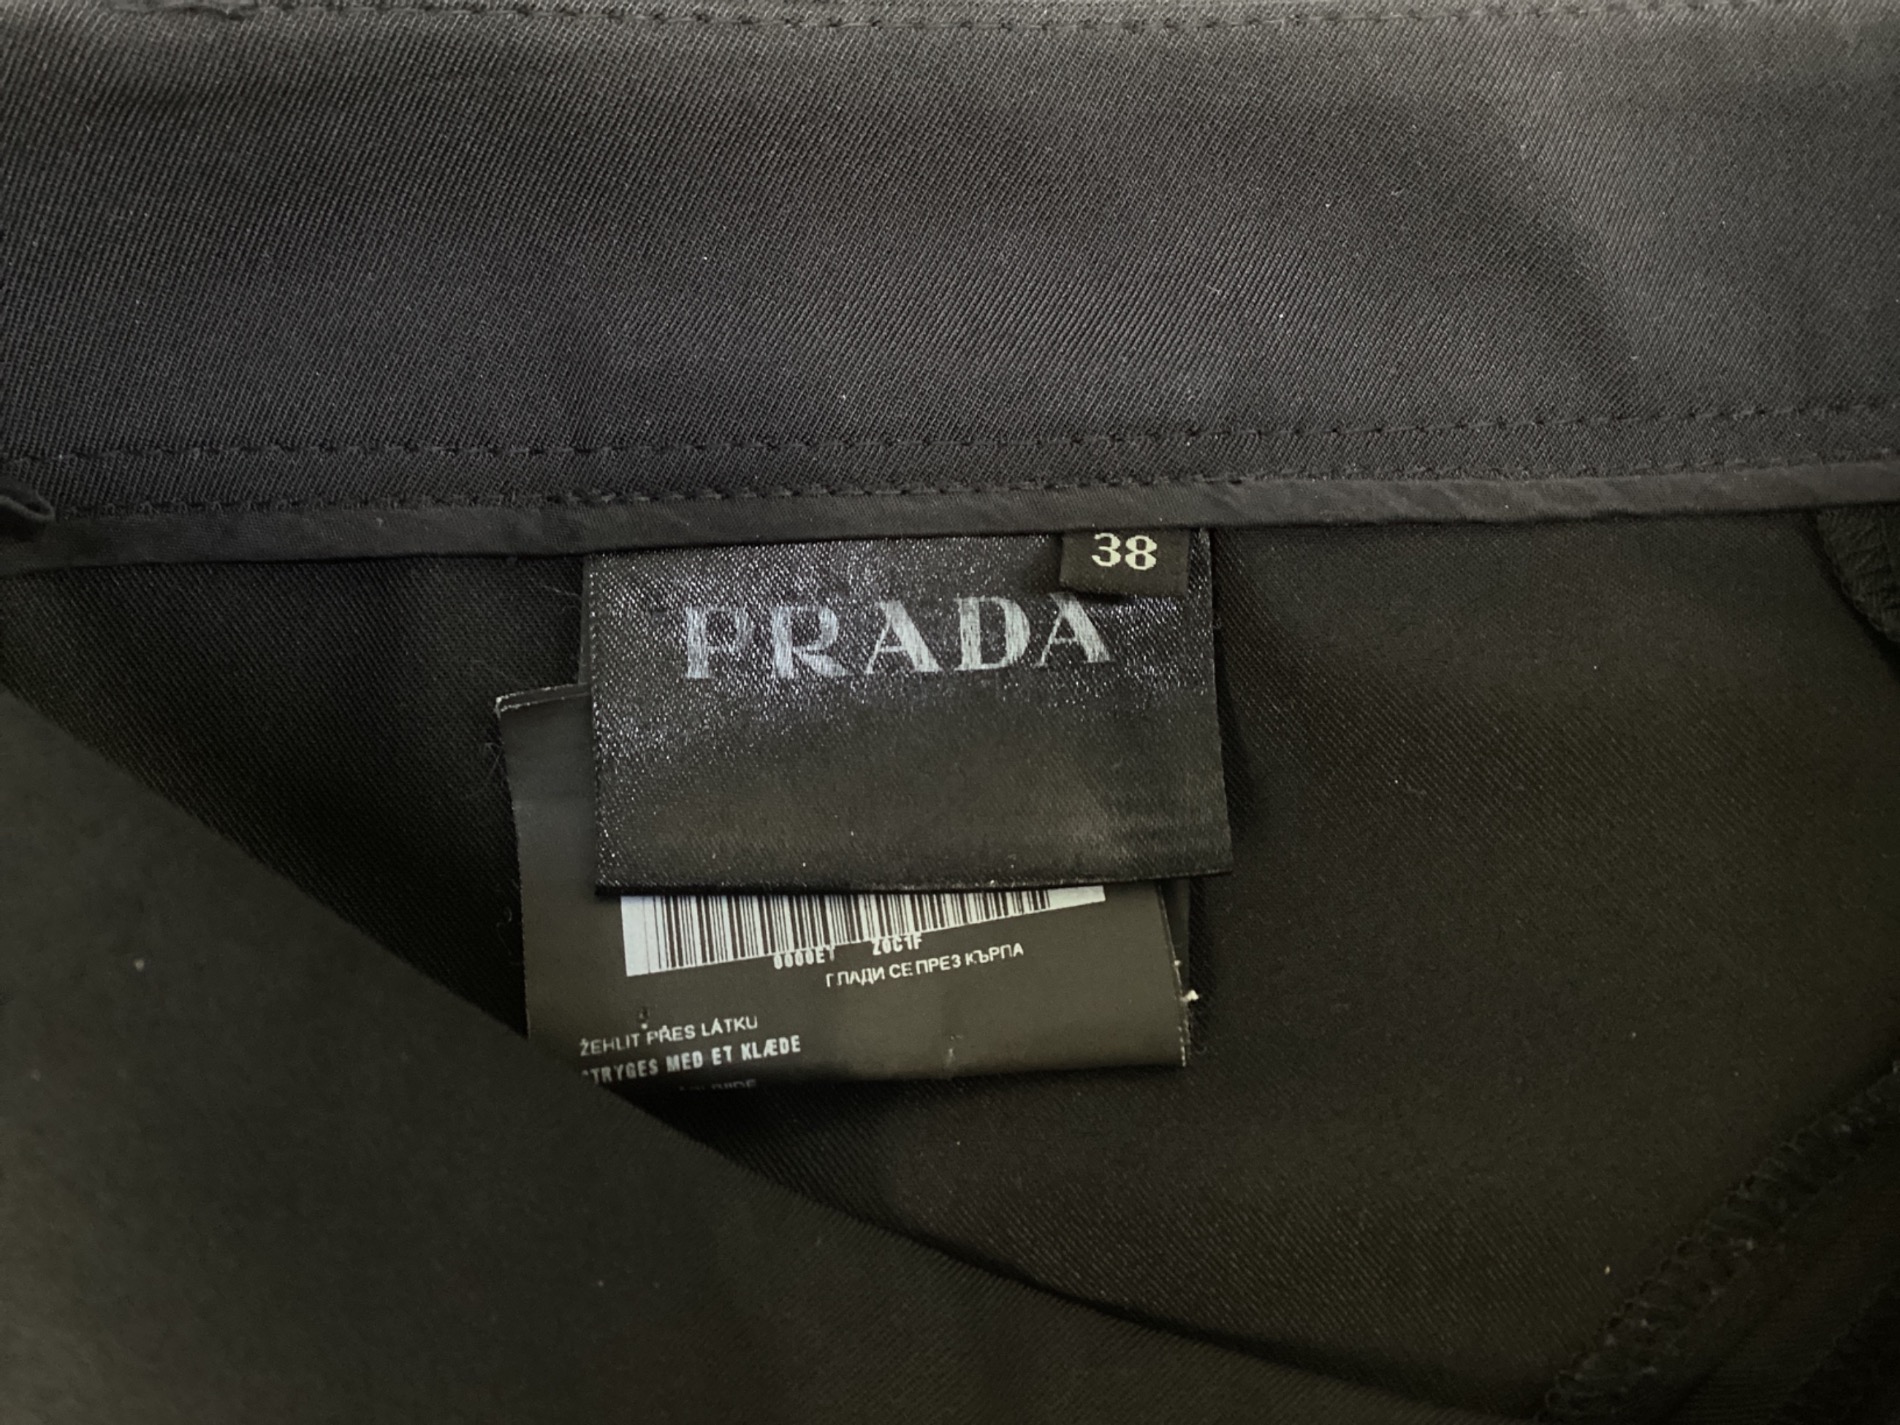 38
PRADA
0000E1 Z0C1F
ГЛАДИ СЕ ПРЕЗ КЪРПА
ŽEHLIT PŘES LÁTKU
STRYGES MED ET KLÆDE